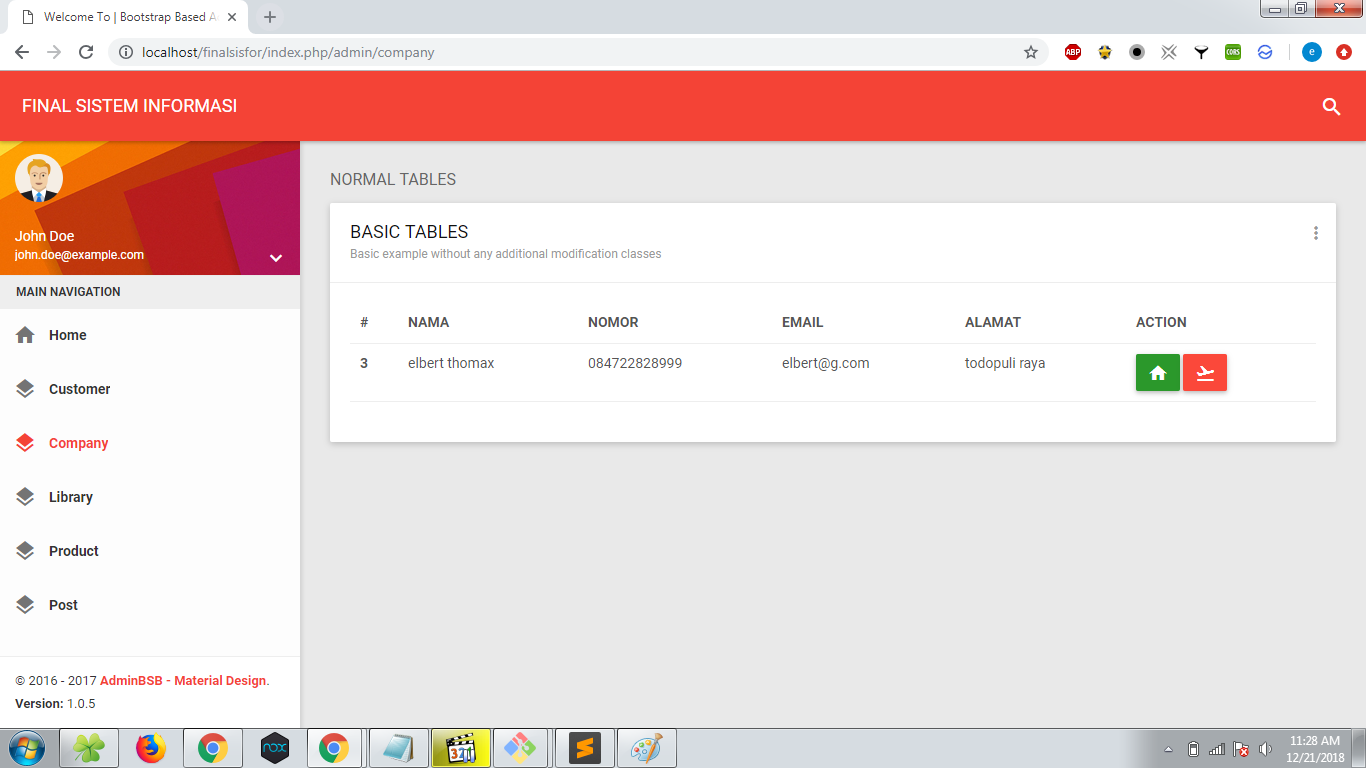 Welcome To | Bootstrap Based A
localhost/finalsisfor/index.php/admin/company
ABP
CORS
e
FINAL SISTEM INFORMASI
John Doe
john.doe@example.com
MAIN NAVIGATION
Home
Customer
Company
Library
Product
Post
© 2016 - 2017 AdminBSB - Material Design.
Version: 1.0.5
NORMAL TABLES
BASIC TABLES
Basic example without any additional modification classes
# NAMA NOMOR EMAIL ALAMAT ACTION
3 elbert thomax 084722828999 elbert@g.com todopuli raya
nox
321
11:28 AM
12/21/2018